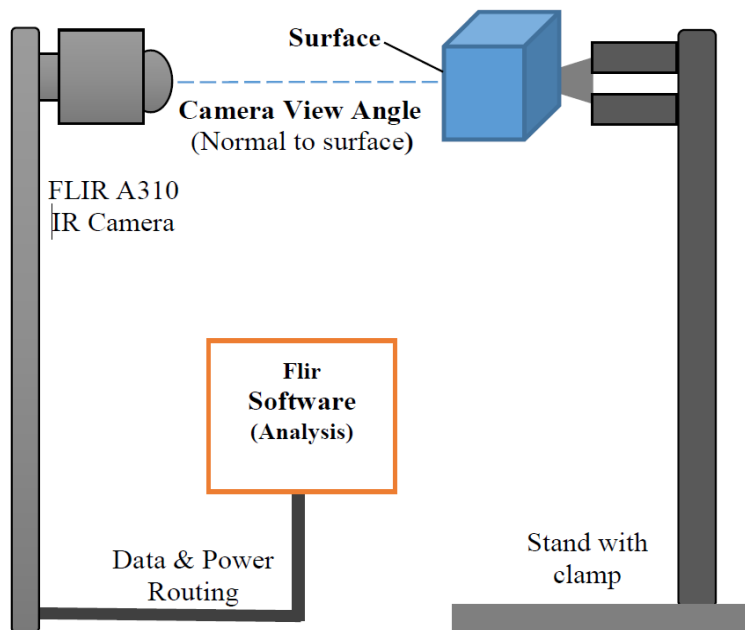 Surface
Camera View Angle
(Normal to surface)
FLIR A310
IR Camera
Flir
Software
(Analysis)
Data & Power
Routing
Stand with
clamp